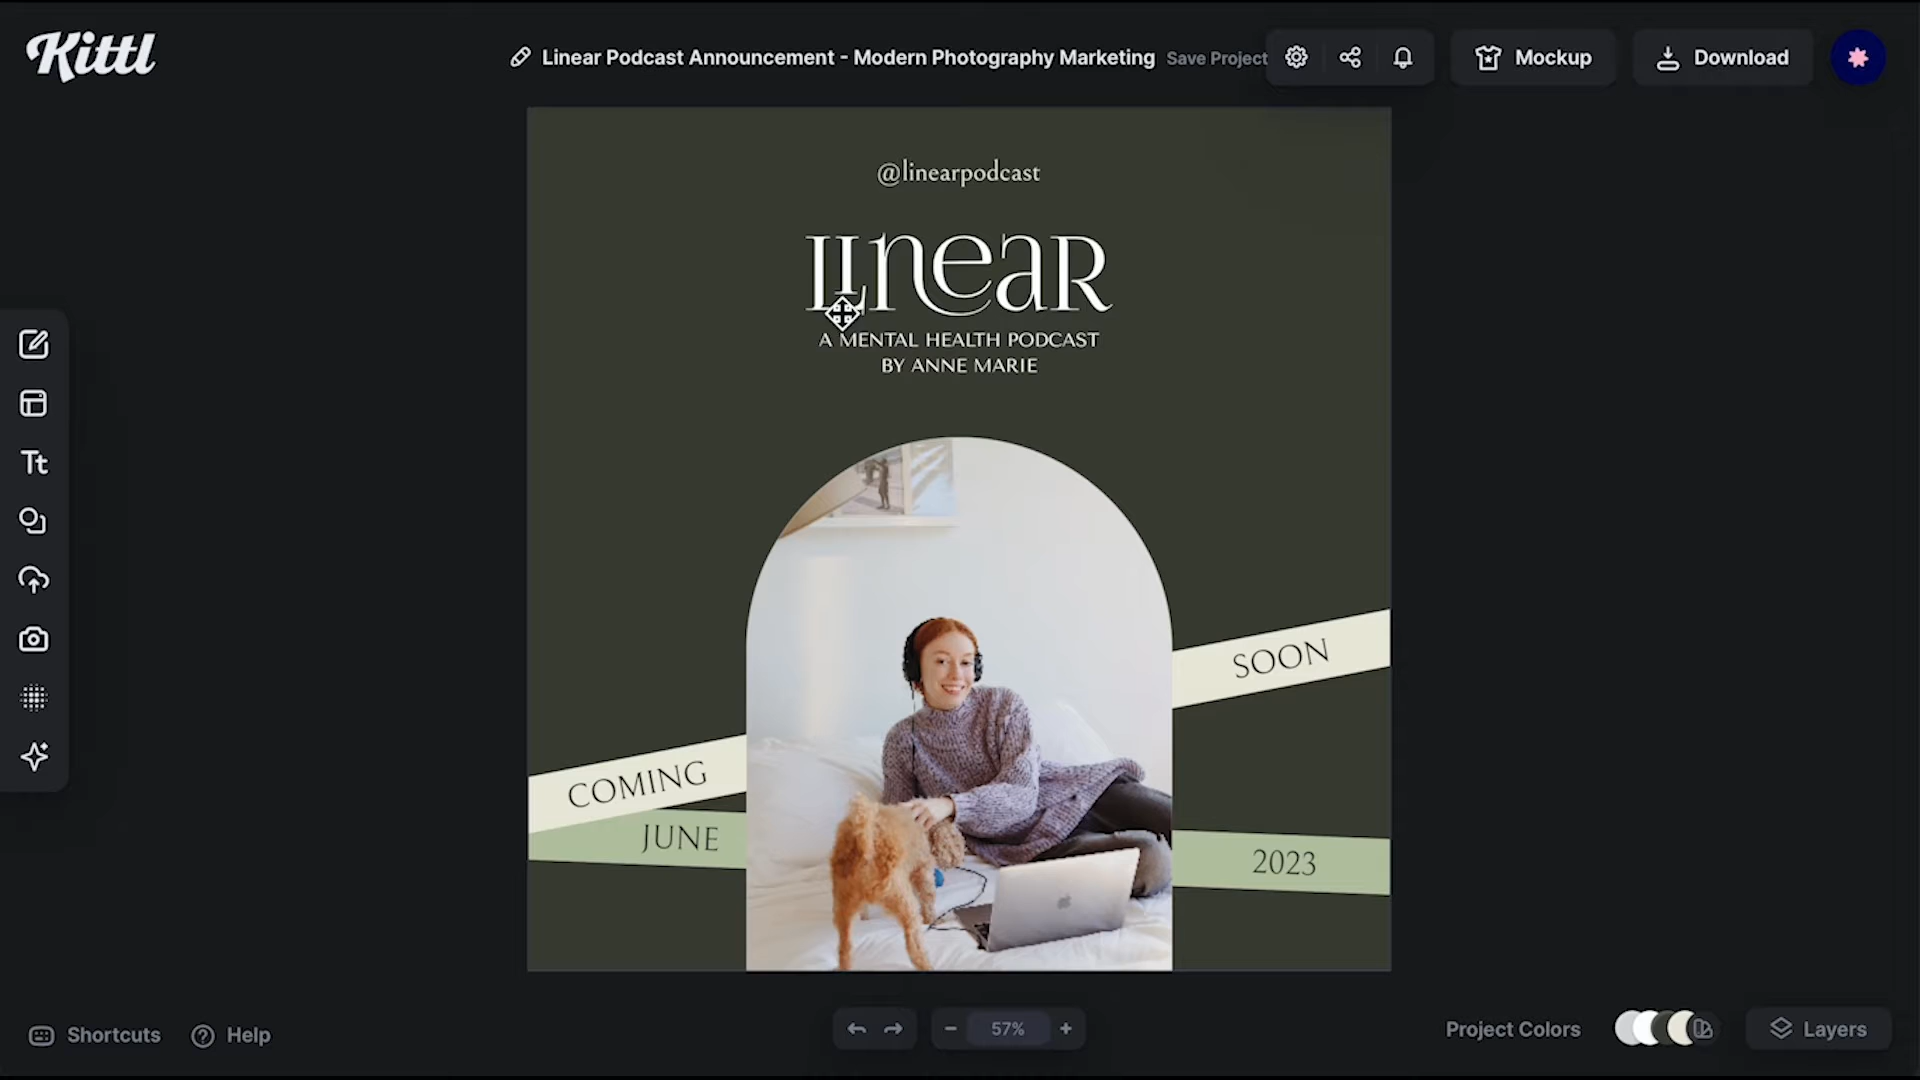 Kittl
Linear Podcast Announcement - Modern Photography Marketing
Save Project
Mockup
Download
@linearpodcast
LIneaR
A MENTAL HEALTH PODCAST
BY ANNE MARIE
SOON
COMING
JUNE
2023
Tt
Shortcuts
Help
57%
Project Colors
Layers